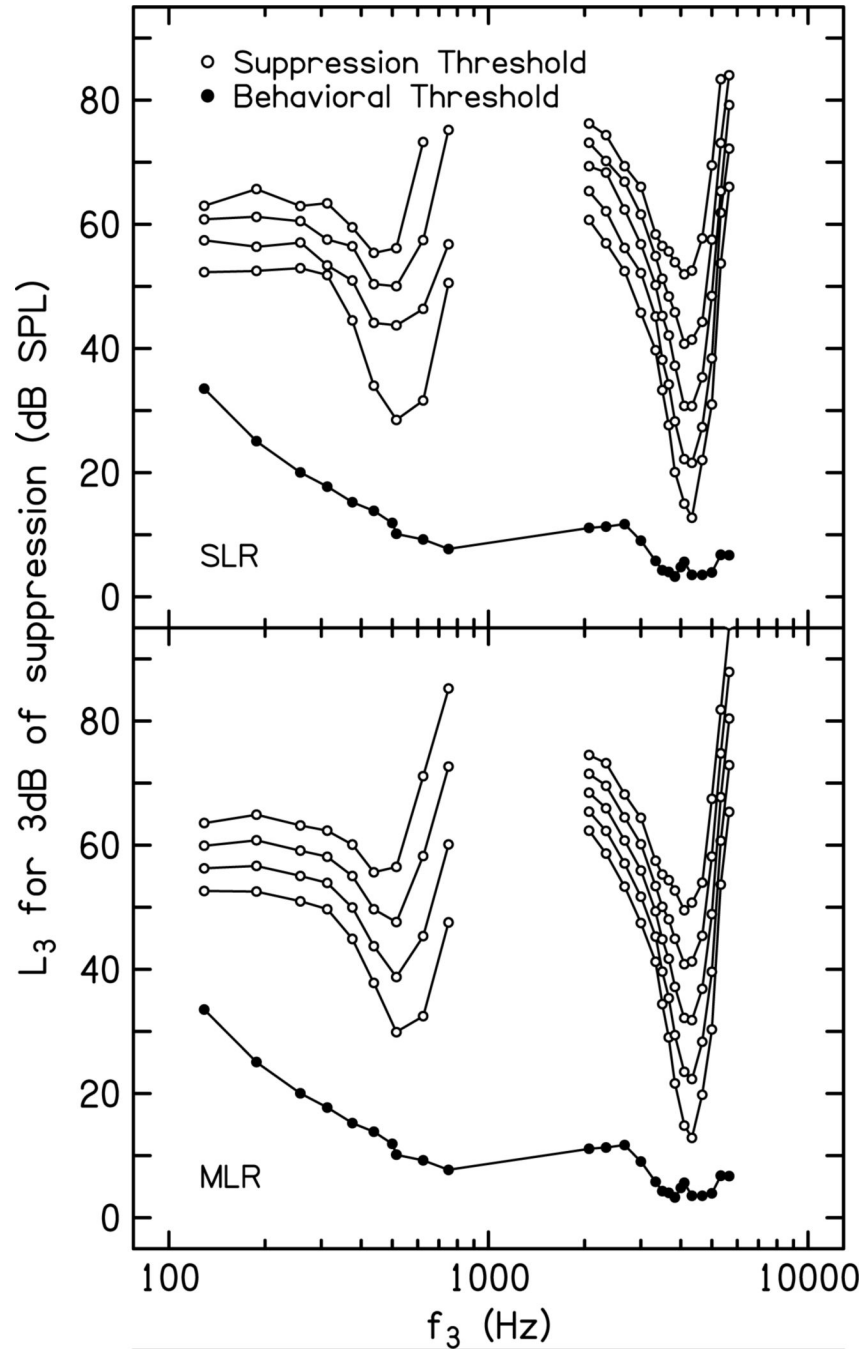 Suppression Threshold
Behavioral Threshold
80
60
40
20
0
SLR
80
60
40
20
0
MLR
100 1000 10000
f₃ (Hz)
L₃ for 3dB of suppression (dB SPL)